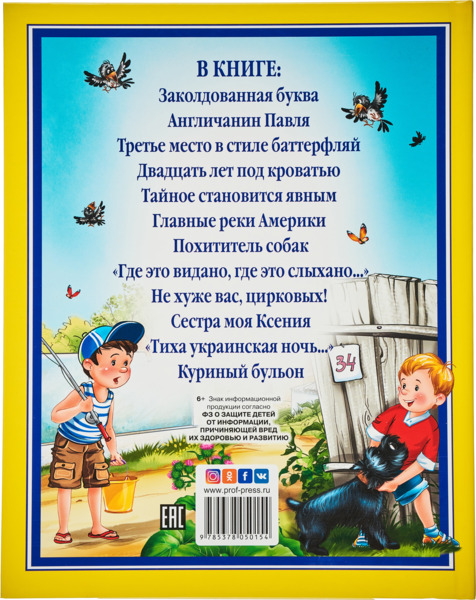 В КНИГЕ:
Заколдованная буква
Англичанин Павля
Третье место в стиле баттерфляй
Двадцать лет под кроватью
Тайное становится явным
Главные реки Америки
Похититель собак
«Где это видано, где это слыхано...»
Не хуже вас, цирковых!
Сестра моя Ксения
«Тиха украинская ночь...»
Куриный бульон
34
6+ Знак информационной
продукции согласно
ФЗ О ЗАЩИТЕ ДЕТЕЙ
ОТ ИНФОРМАЦИИ,
ПРИЧИНЯЮЩЕЙ ВРЕД
ИХ ЗДОРОВЬЮ И РАЗВИТИЮ
www.prof-press.ru
EAC
9 785378 050154